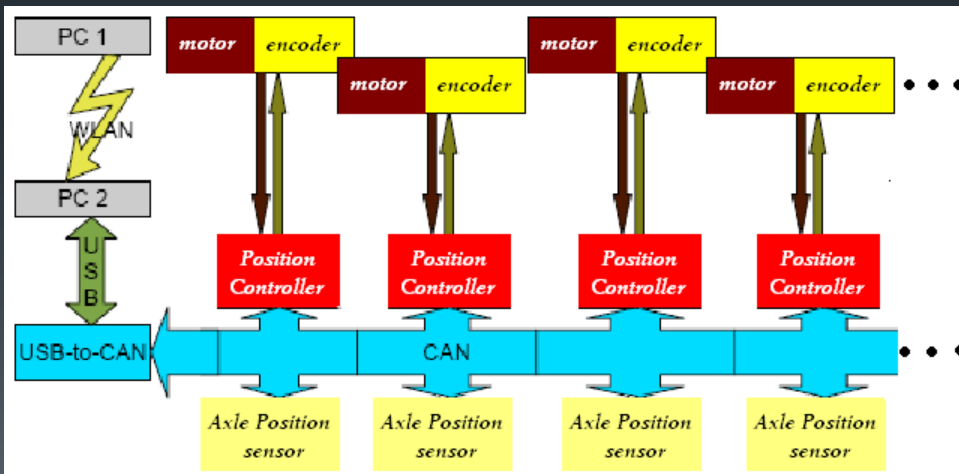 PC 1
WLAN
PC 2
USB
USB-to-CAN
motor encoder
motor encoder
motor encoder
motor encoder
Position
Controller
Position
Controller
Position
Controller
Position
Controller
CAN
Axle Position
sensor
Axle Position
sensor
Axle Position
sensor
Axle Position
sensor